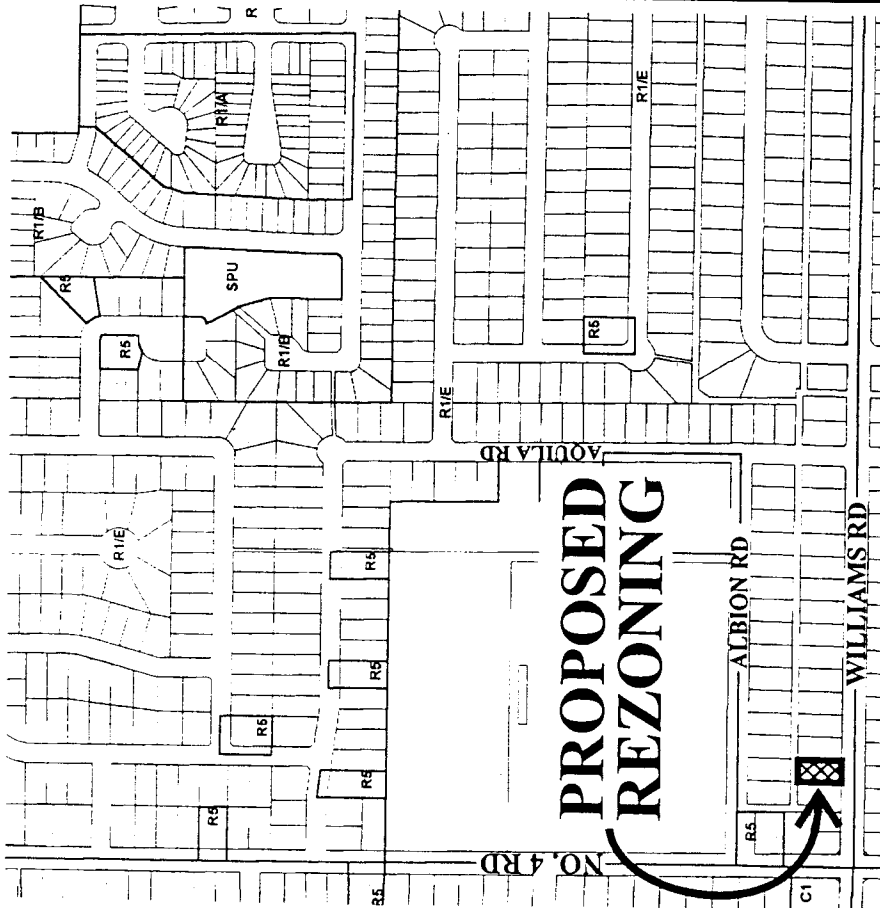 R
R1/A
R1/E
R1/B
R5
SPU
R5
R1/B
R5
R1/E
R1/E
AQUILA RD
R5
R5
R5
R5
R5
R5
PROPOSED
REZONING
ALBION RD
WILLIAMS RD
NO. 4 RD
R5
C1